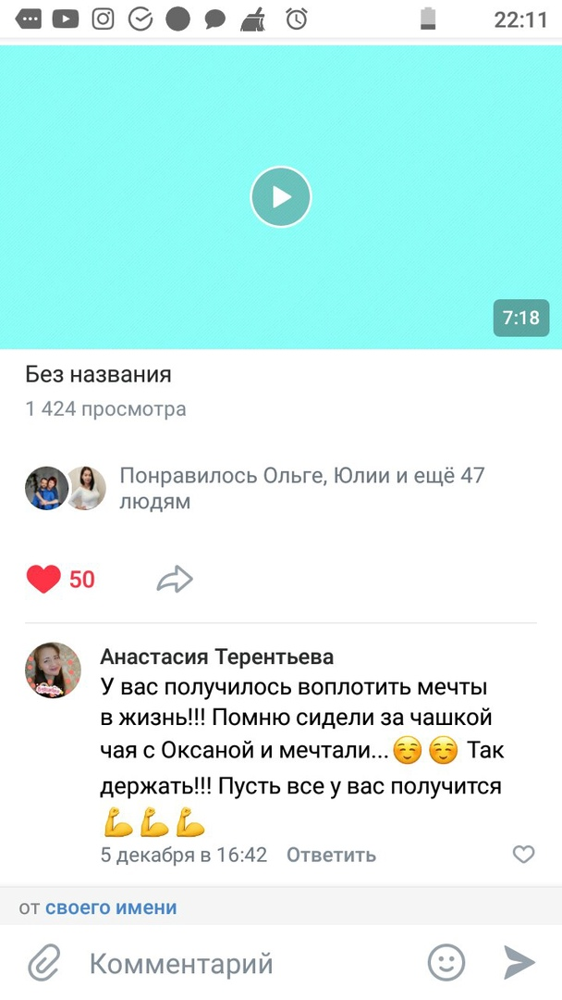 22:11
7:18
Без названия
1 424 просмотра
Понравилось Ольге, Юлии и ещё 47
людям
50
Анастасия Терентьева
У вас получилось воплотить мечты
в жизнь!!! Помню сидели за чашкой
чая с Оксаной и мечтали...☺️ ☺️ Так
держать!!! Пусть все у вас получится
💪💪💪
5 декабря в 16:42 Ответить
от своего имени
Комментарий